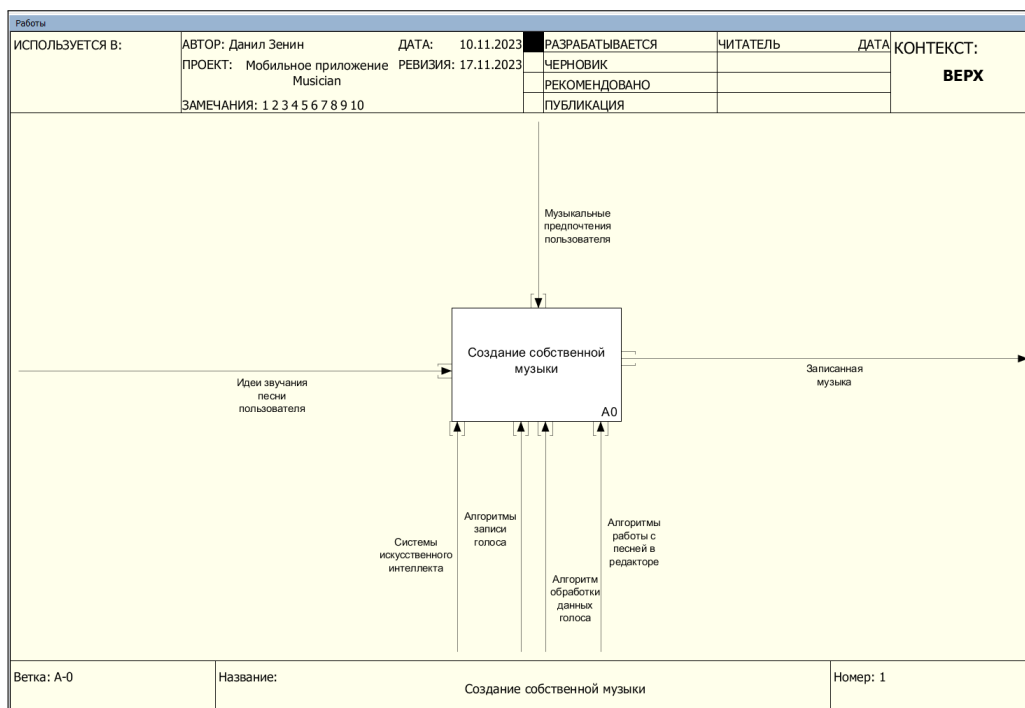 Работы
ИСПОЛЬЗУЕТСЯ В:
АВТОР: Данил Зенин
ДАТА: 10.11.2023
ПРОЕКТ: Мобильное приложение
Musician
РЕВИЗИЯ: 17.11.2023
ЗАМЕЧАНИЯ: 1 2 3 4 5 6 7 8 9 10
РАЗРАБАТЫВАЕТСЯ
ЧЕРНОВИК
РЕКОМЕНДОВАНО
ПУБЛИКАЦИЯ
ЧИТАТЕЛЬ
ДАТА
КОНТЕКСТ:
ВЕРХ
Музыкальные
предпочтения
пользователя
Создание собственной
музыки
A0
Идеи звучания
песни
пользователя
Записанная
музыка
Системы
искусственного
интеллекта
Алгоритмы
записи
голоса
Алгоритм
обработки
данных
голоса
Алгоритмы
работы с
песней в
редакторе
Ветка: A-0
Название:
Создание собственной музыки
Номер: 1